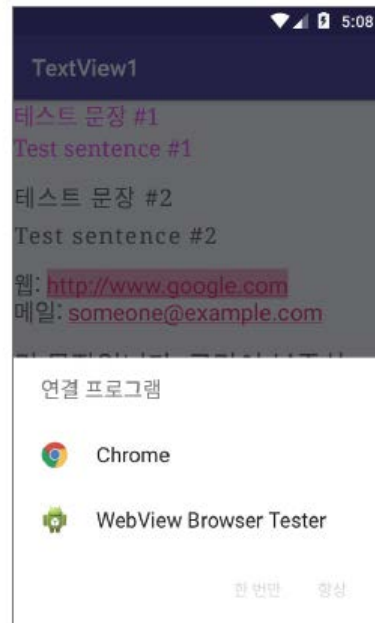 5:08
TextView1
테스트 문장 #1
Test sentence #1
테스트 문장 #2
Test sentence #2
웹: http://www.google.com
메일: someone@example.com
연결 프로그램
Chrome
WebView Browser Tester
한 번만 항상